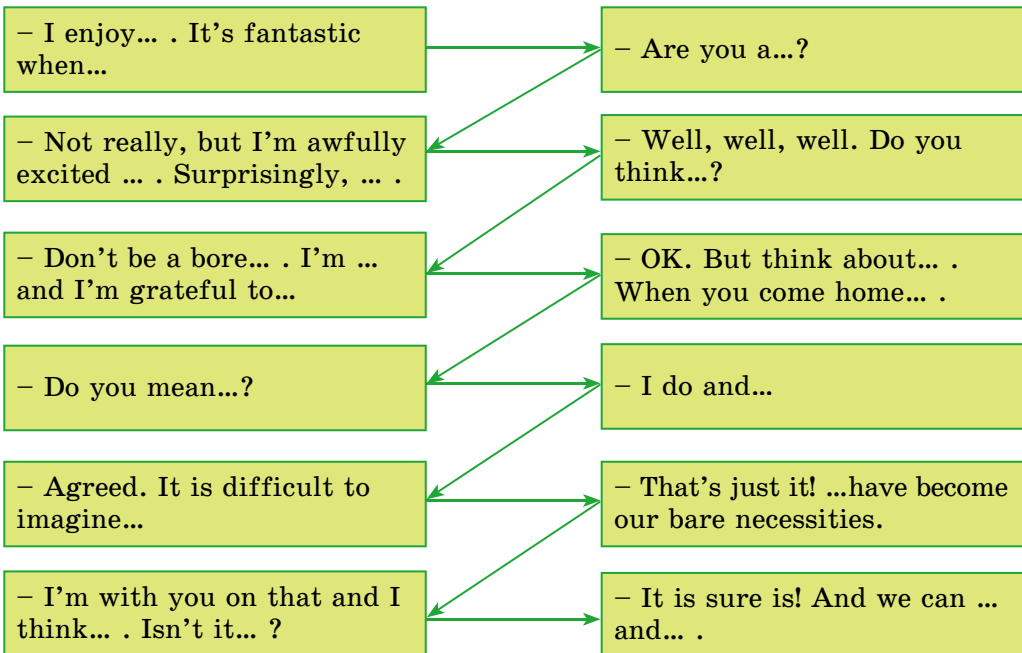 – I enjoy... . It's fantastic
when...
– Are you a...?
– Not really, but I'm awfully
excited ... . Surprisingly, ... .
– Well, well, well. Do you
think...?
– Don't be a bore... . I'm ...
and I'm grateful to...
– OK. But think about... .
When you come home... .
– Do you mean...?
– I do and...
– Agreed. It is difficult to
imagine...
– That's just it! ...have become
our bare necessities.
– I'm with you on that and I
think... . Isn't it... ?
– It is sure is! And we can ...
and... .